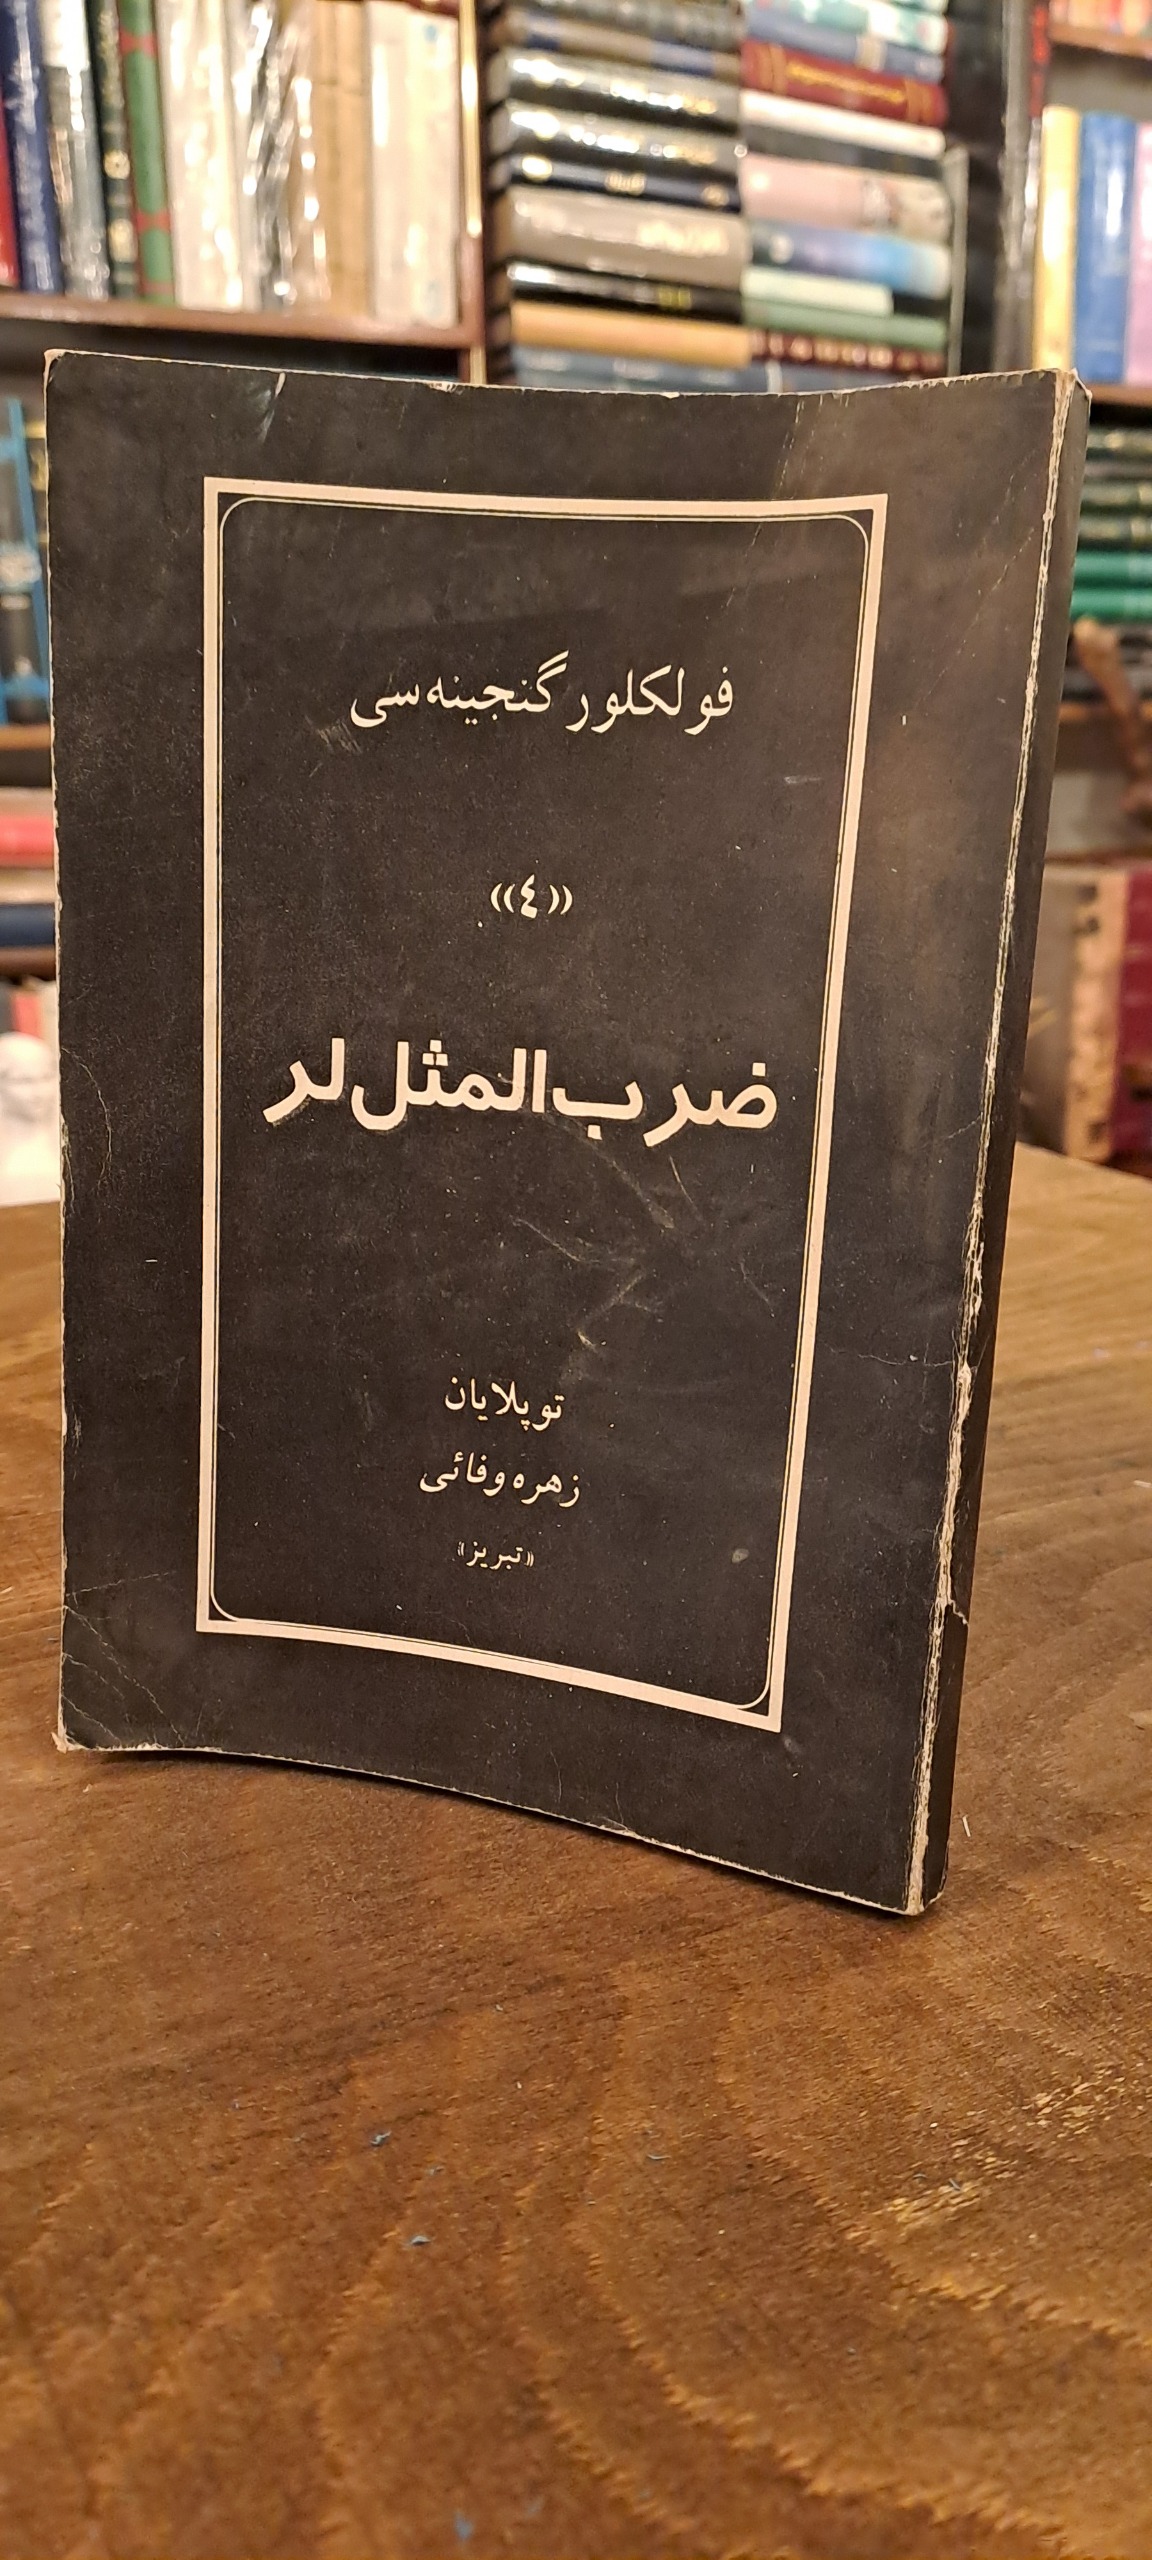 فولکلور گنجینه‌سی
((٤))
ضرب‌المثل‌لر
توپلایان
زهره وفائی
((تبریز))